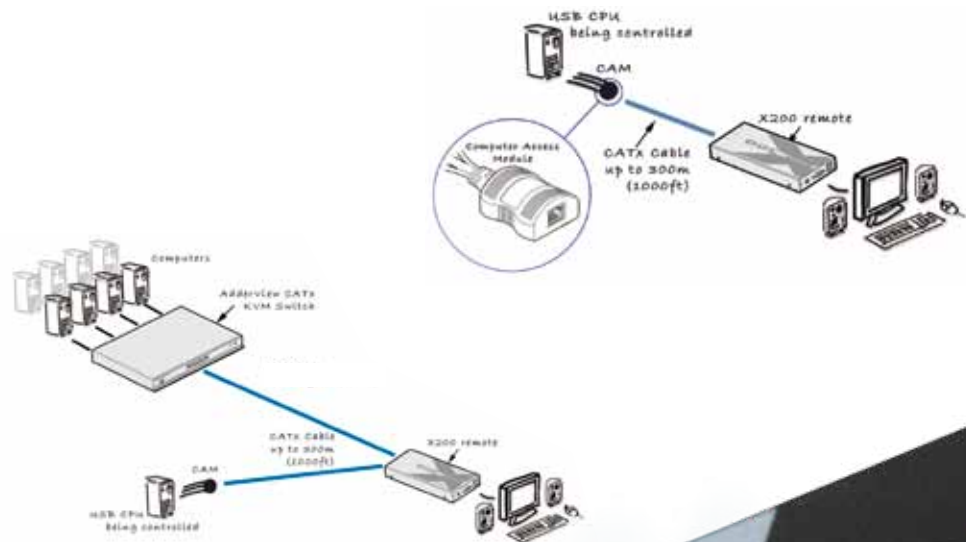 USB CPU
being controlled
CAM
X200 remote
Computer Access
Module
CATx Cable
up to 300m
(1000ft)
Computers
Adderview CATx
KVM Switch
CATx Cable
up to 300m
(1000ft)
X200 remote
CAM
USB CPU
being controlled